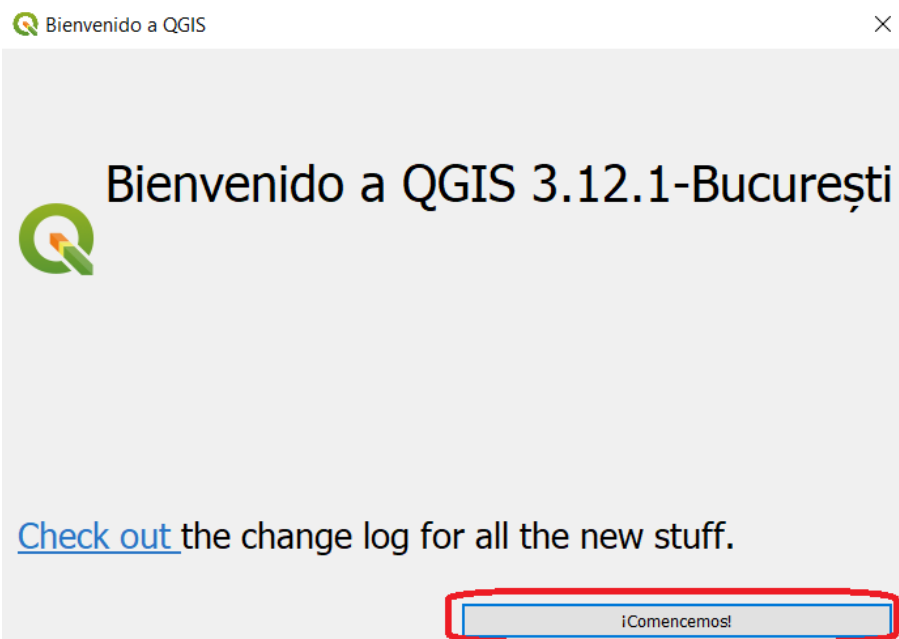 Bienvenido a QGIS
Bienvenido a QGIS 3.12.1-București
Check out the change log for all the new stuff.
¡Comencemos!